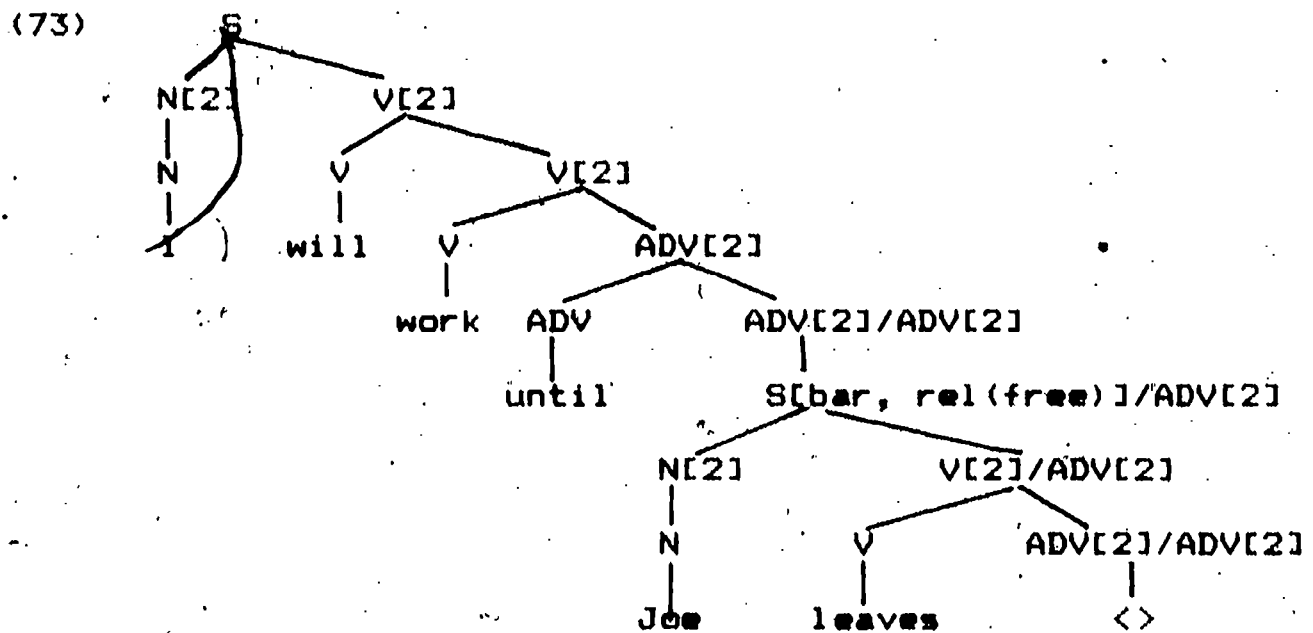 (73) S
N[2] V[2]
N V V[2]
I will V ADV[2]
work ADV ADV[2]/ADV[2]
until S[bar, rel(free)]/ADV[2]
N[2] V[2]/ADV[2]
N V ADV[2]/ADV[2]
Joe leaves <>